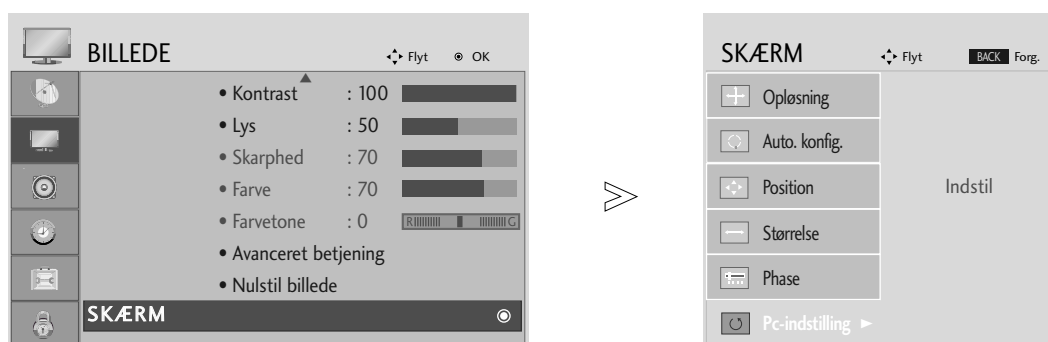 BILLEDE
Flyt OK
• Kontrast : 100
• Lys : 50
• Skarphed : 70
• Farve : 70
• Farvetone : 0 R G
• Avanceret betjening
• Nulstil billede
SKÆRM
SKÆRM
Flyt BACK Forg.
Opløsning
Auto. konfig.
Position
Størrelse
Phase
Pc-indstilling ►
Indstil